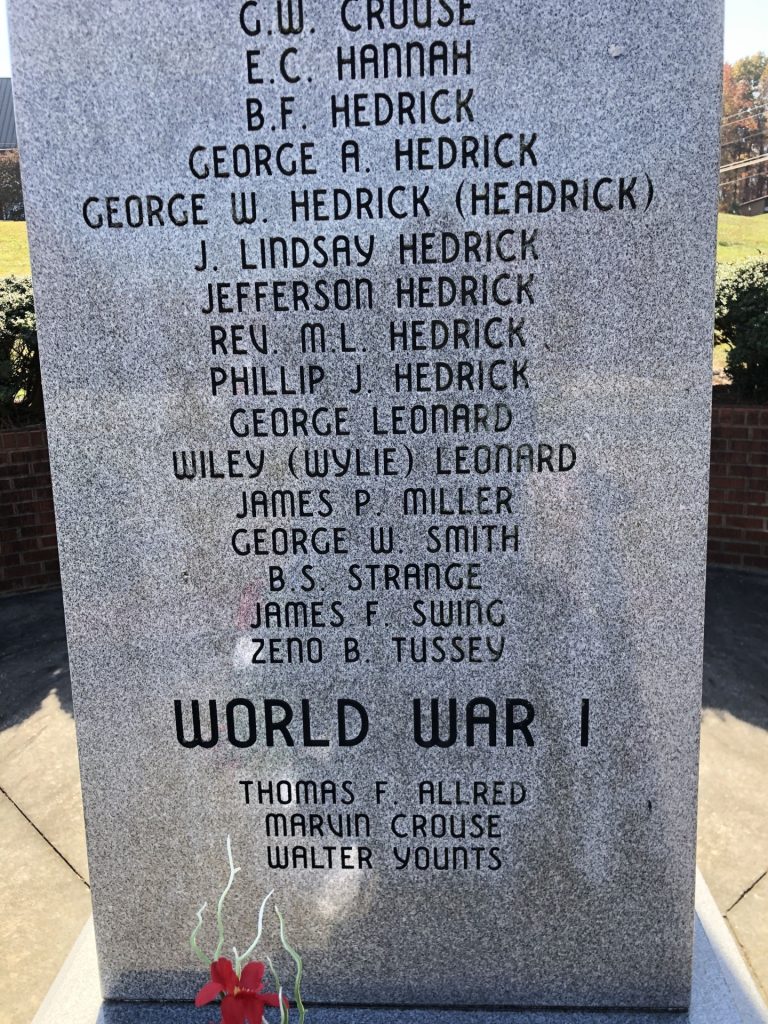 G.W. CROUSE
E.C. HANNAH
B.F. HEDRICK
GEORGE A. HEDRICK
GEORGE W. HEDRICK (HEADRICK)
J. LINDSAY HEDRICK
JEFFERSON HEDRICK
REV. M.L. HEDRICK
PHILLIP J. HEDRICK
GEORGE LEONARD
WILEY (WYLIE) LEONARD
JAMES P. MILLER
GEORGE W. SMITH
B.S. STRANGE
JAMES F. SWING
ZENO B. TUSSEY
WORLD WAR I
THOMAS F. ALLRED
MARVIN CROUSE
WALTER YOUNTS